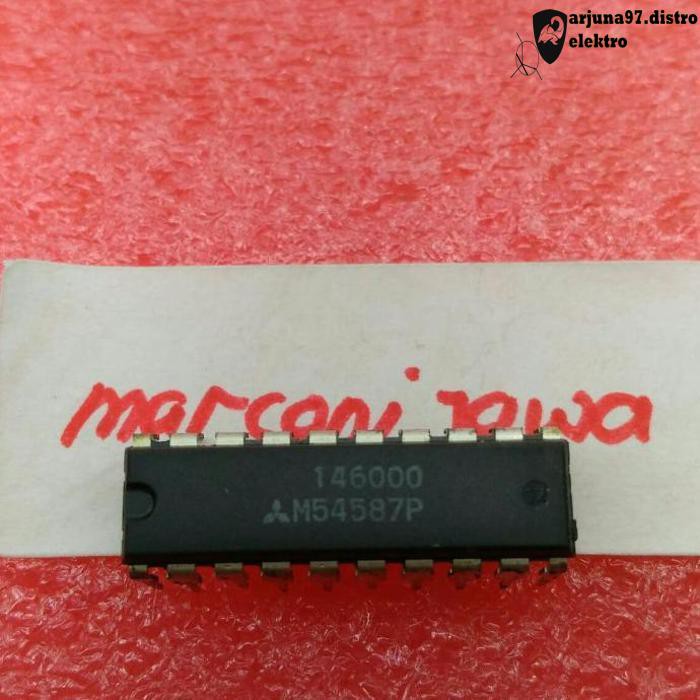 arjuna97.distro
elektro
marconi jawa
146000
M54587P